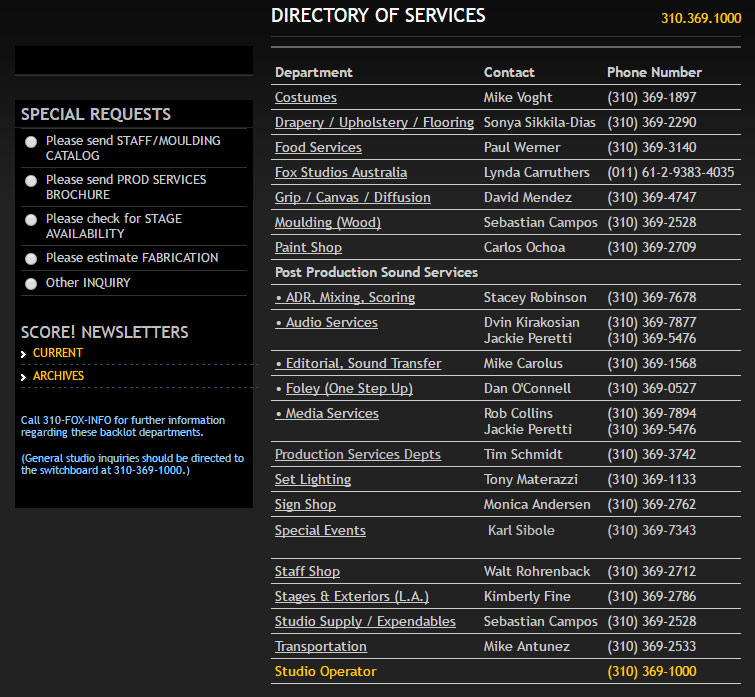 DIRECTORY OF SERVICES 310.369.1000
SPECIAL REQUESTS
Please send STAFF/MOULDING
CATALOG
Please send PROD SERVICES
BROCHURE
Please check for STAGE
AVAILABILITY
Please estimate FABRICATION
Other INQUIRY
SCORE! NEWSLETTERS
CURRENT
ARCHIVES
Call 310-FOX-INFO for further information
regarding these backlot departments.
(General studio inquiries should be directed to
the switchboard at 310-369-1000.)
Department Contact Phone Number
Costumes Mike Voght (310) 369-1897
Drapery / Upholstery / Flooring Sonya Sikkila-Dias (310) 369-2290
Food Services Paul Werner (310) 369-3140
Fox Studios Australia Lynda Carruthers (011) 61-2-9383-4035
Grip / Canvas / Diffusion David Mendez (310) 369-4747
Moulding (Wood) Sebastian Campos (310) 369-2528
Paint Shop Carlos Ochoa (310) 369-2709
Post Production Sound Services
• ADR, Mixing, Scoring Stacey Robinson (310) 369-7678
• Audio Services Dvin Kirakosian (310) 369-7877
Jackie Peretti (310) 369-5476
• Editorial, Sound Transfer Mike Carolus (310) 369-1568
• Foley (One Step Up) Dan O'Connell (310) 369-0527
• Media Services Rob Collins (310) 369-7894
Jackie Peretti (310) 369-5476
Production Services Depts Tim Schmidt (310) 369-3742
Set Lighting Tony Materazzi (310) 369-1133
Sign Shop Monica Andersen (310) 369-2762
Special Events Karl Sibole (310) 369-7343
Staff Shop Walt Rohrenback (310) 369-2712
Stages & Exteriors (L.A.) Kimberly Fine (310) 369-2786
Studio Supply / Expendables Sebastian Campos (310) 369-2528
Transportation Mike Antunez (310) 369-2533
Studio Operator (310) 369-1000